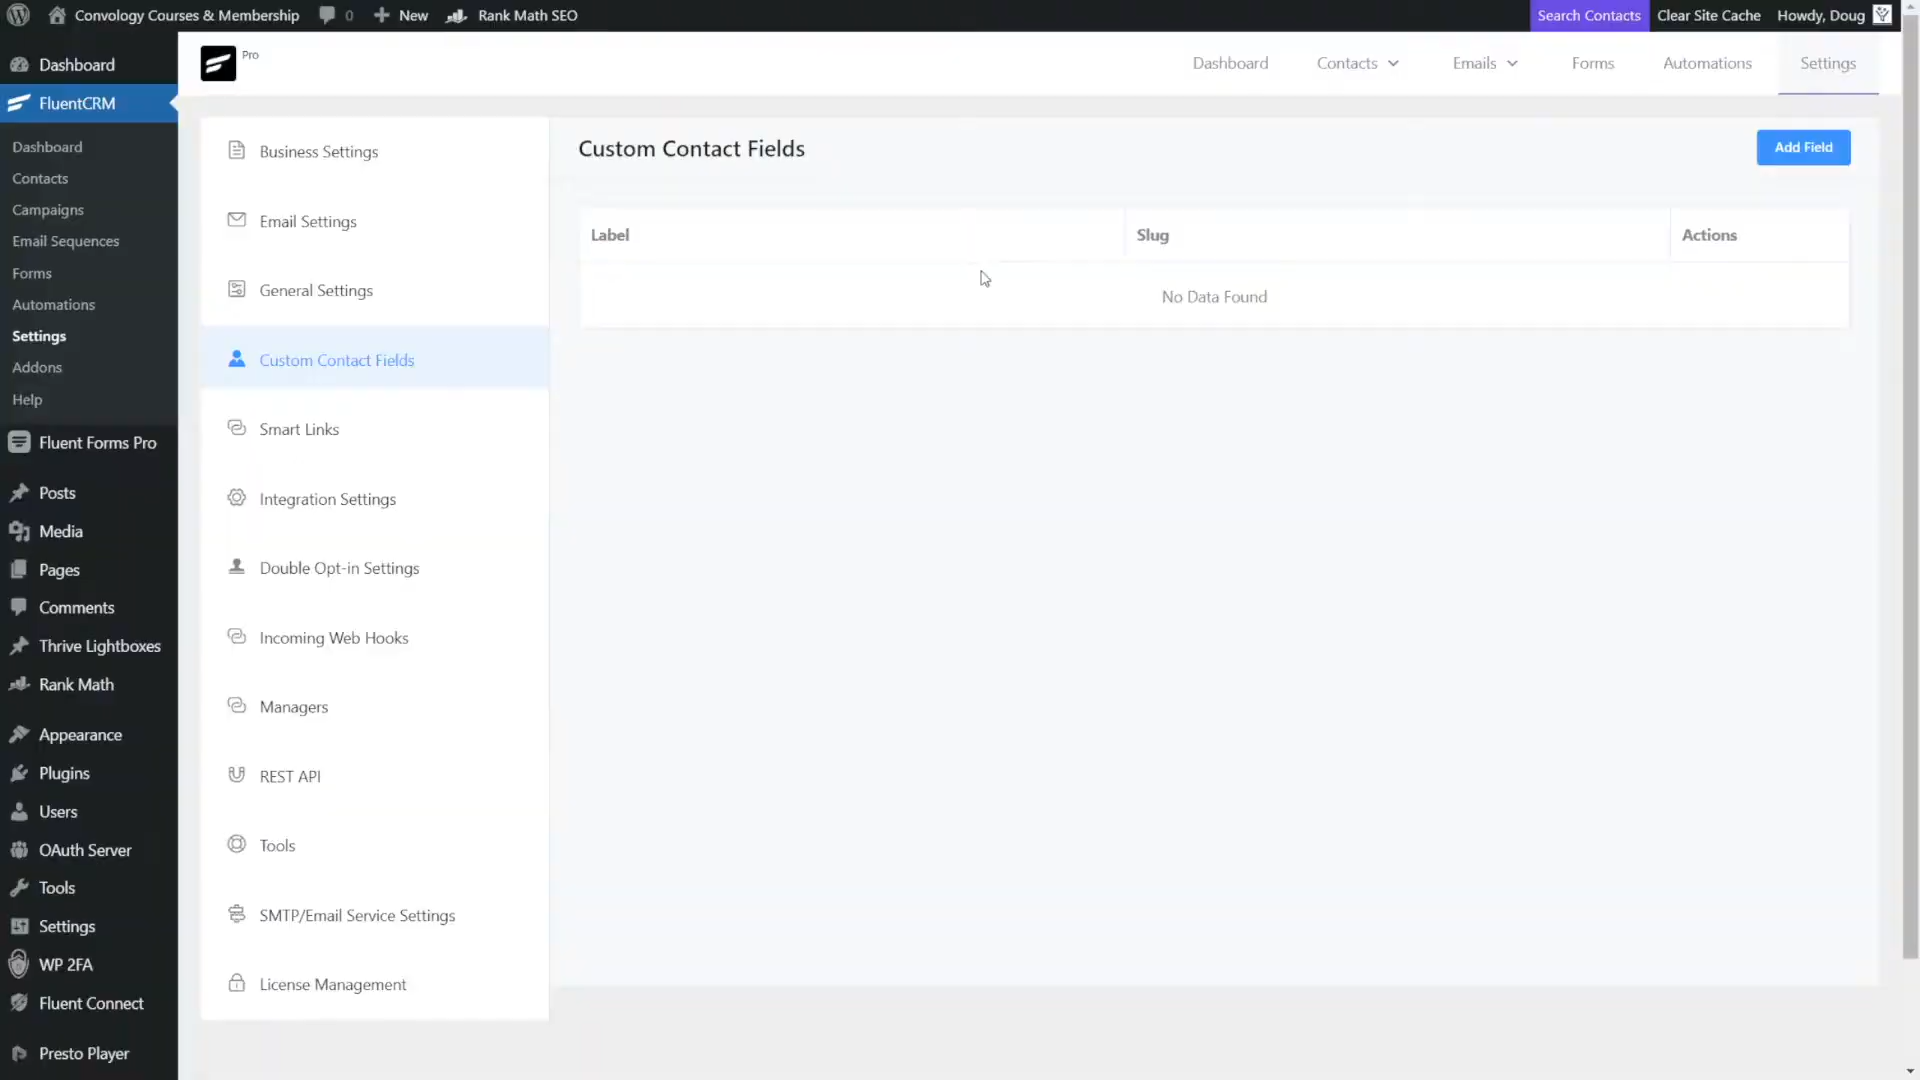 Convology Courses & Membership
0
New
Rank Math SEO
Search Contacts
Clear Site Cache
Howdy, Doug
Dashboard
FluentCRM
Dashboard
Contacts
Campaigns
Email Sequences
Forms
Automations
Settings
Addons
Help
Fluent Forms Pro
Posts
Media
Pages
Comments
Thrive Lightboxes
Rank Math
Appearance
Plugins
Users
OAuth Server
Tools
Settings
WP 2FA
Fluent Connect
Presto Player
Pro
Dashboard
Contacts
Emails
Forms
Automations
Settings
Business Settings
Email Settings
General Settings
Custom Contact Fields
Smart Links
Integration Settings
Double Opt-in Settings
Incoming Web Hooks
Managers
REST API
Tools
SMTP/Email Service Settings
License Management
Custom Contact Fields
Add Field
Label
Slug
Actions
No Data Found